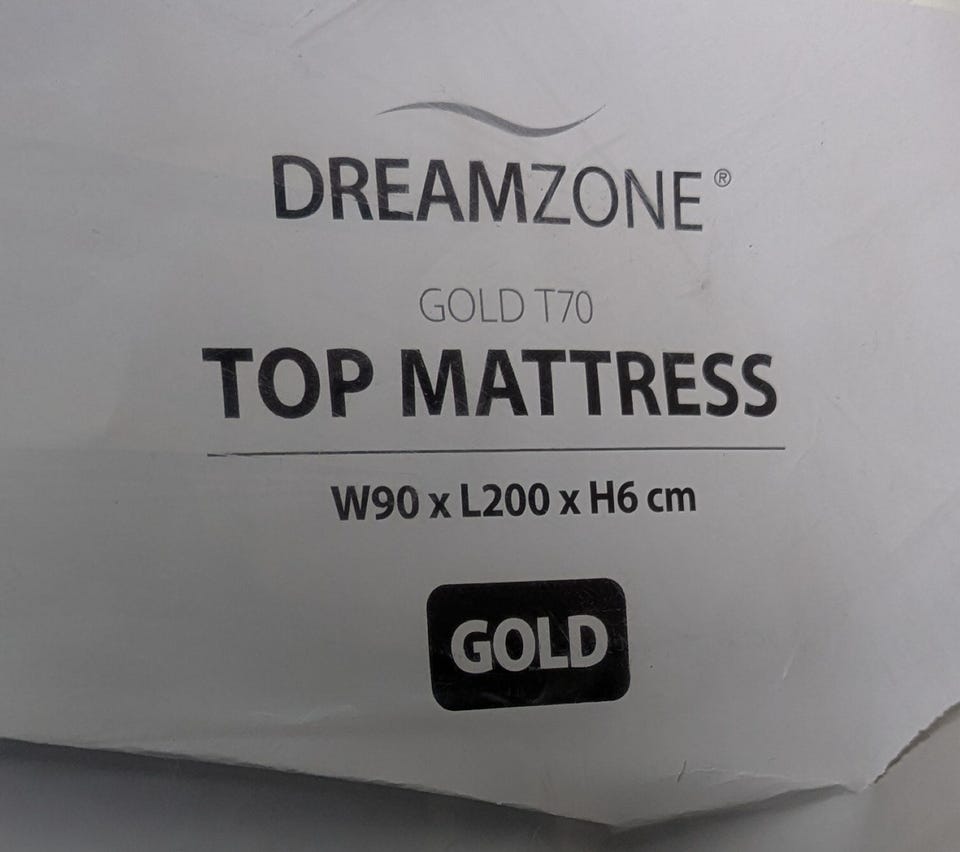 DREAMZONE®
GOLD T70
TOP MATTRESS
W90 x L200 x H6 cm
GOLD